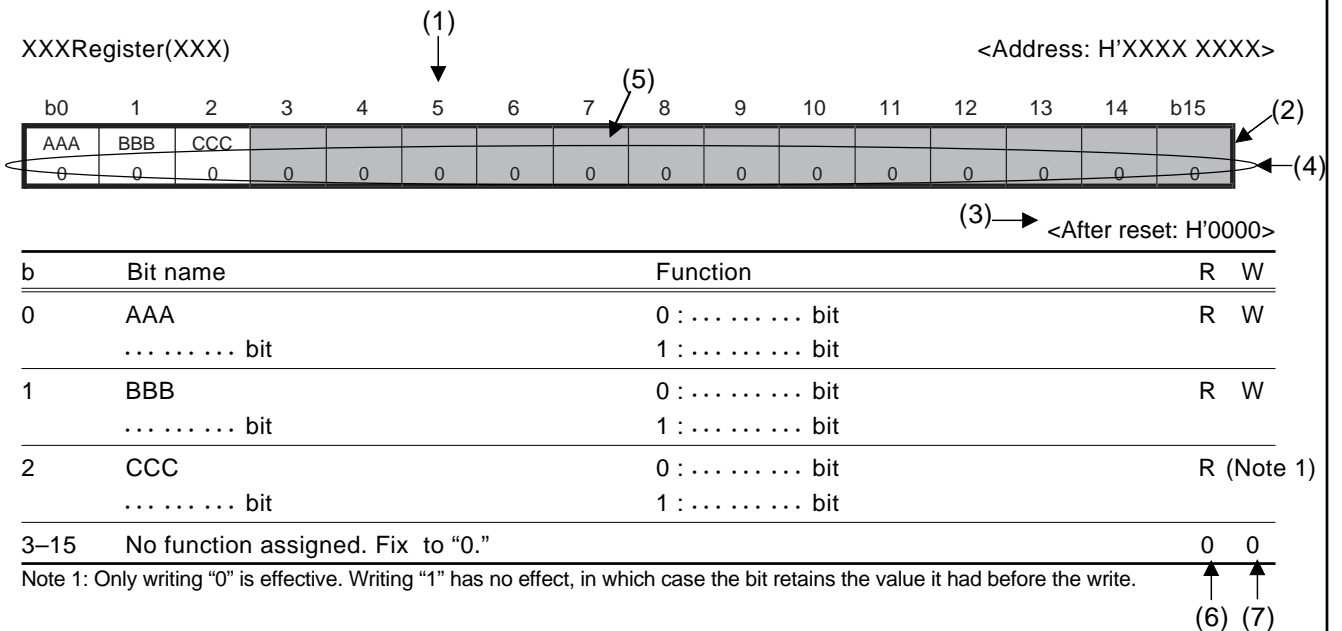 (1)
XXXRegister(XXX) <Address: H’XXXX XXXX>
(5)
b0 1 2 3 4 5 6 7 8 9 10 11 12 13 14 b15
(2)
AAA BBB CCC
0 0 0 0 0 0 0 0 0 0 0 0 0 0 0 0
(4)
(3) <After reset: H’0000>
b Bit name Function R W
0 AAA 0 : ......... bit R W
......... bit 1 : ......... bit
1 BBB 0 : ......... bit R W
......... bit 1 : ......... bit
2 CCC 0 : ......... bit R (Note 1)
......... bit 1 : ......... bit
3–15 No function assigned. Fix to “0.” 0 0
Note 1: Only writing “0” is effective. Writing “1” has no effect, in which case the bit retains the value it had before the write.
(6) (7)